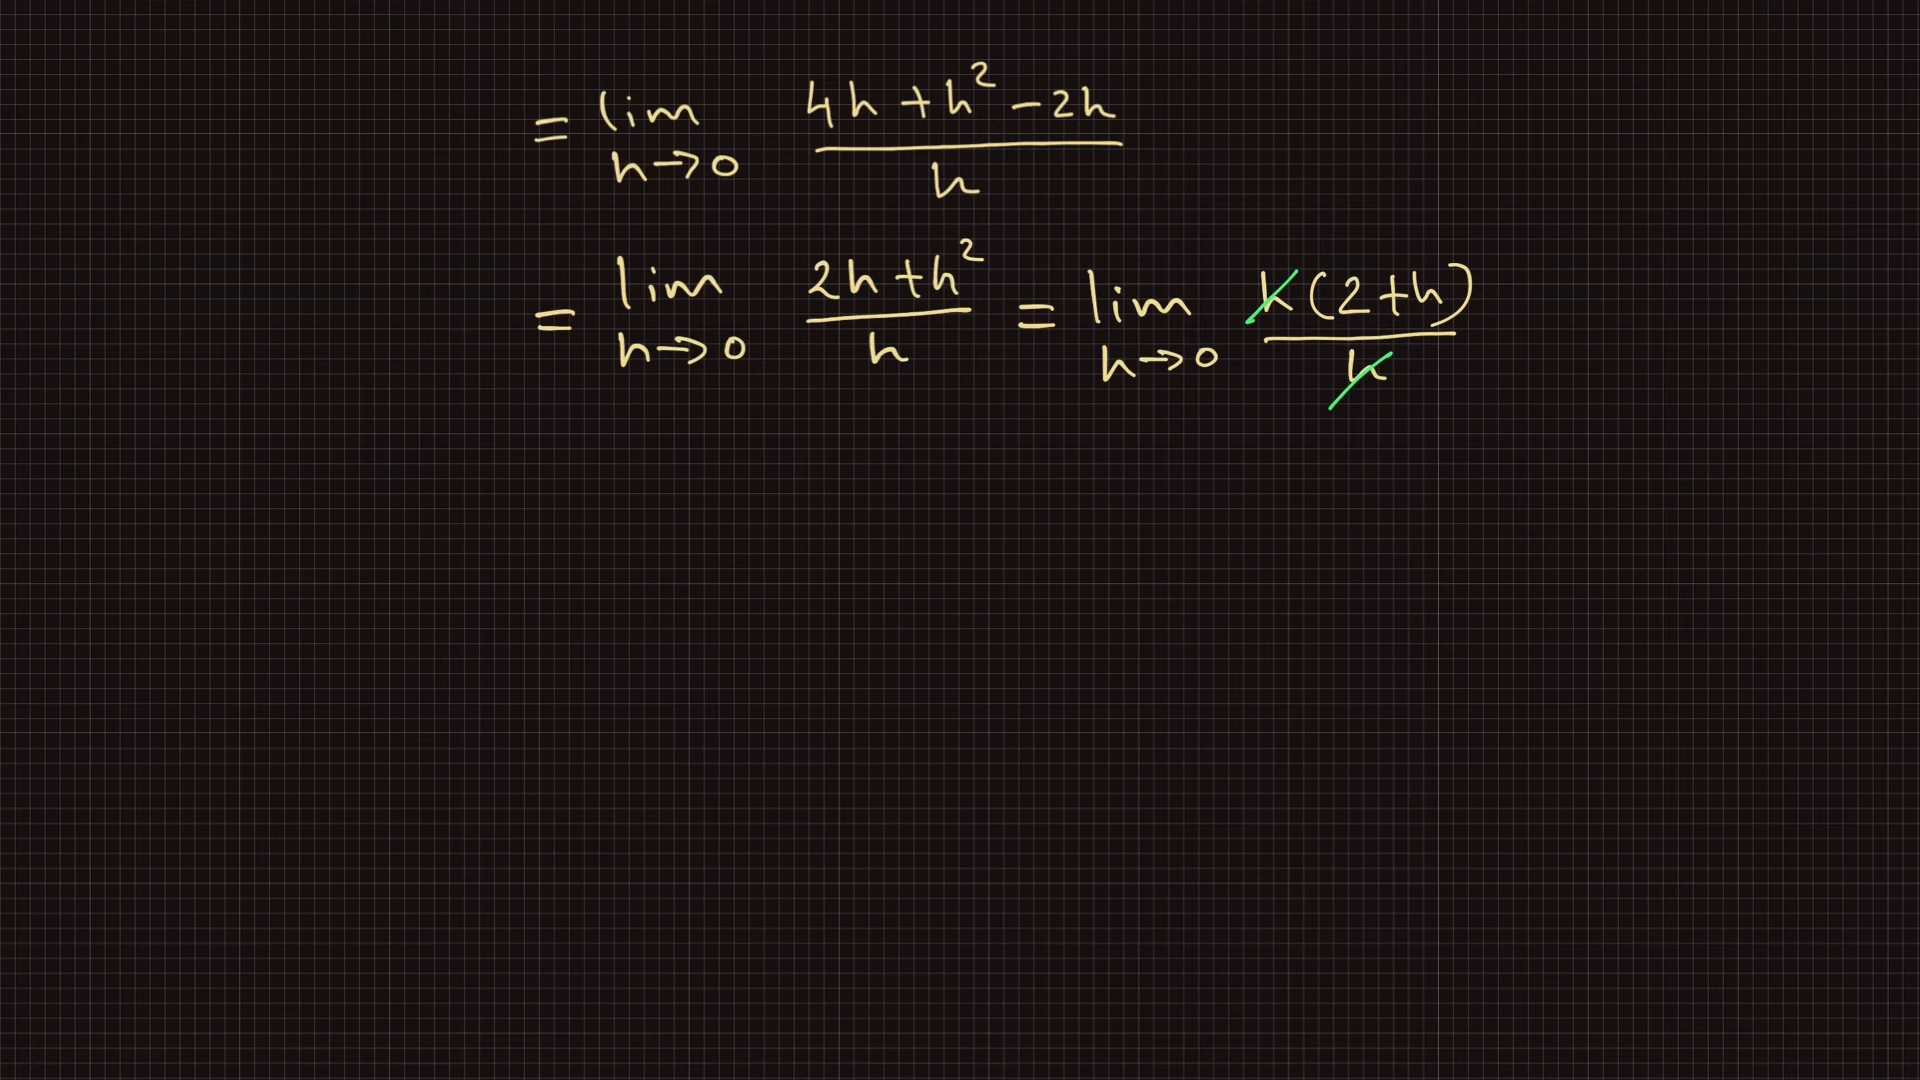 = lim h→0 (4h + h² − 2h)/h
= lim h→0 (2h + h²)/h = lim h→0 h(2+h)/h